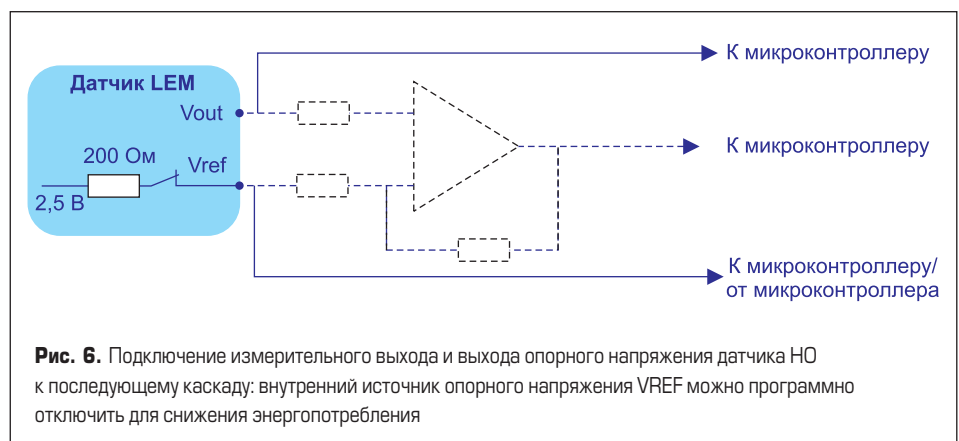 К микроконтроллеру
Датчик LEM
Vout
К микроконтроллеру
200 Ом
Vref
2,5 В
К микроконтроллеру/
от микроконтроллера
Рис. 6. Подключение измерительного выхода и выхода опорного напряжения датчика HO
к последующему каскаду: внутренний источник опорного напряжения VREF можно программно
отключить для снижения энергопотребления